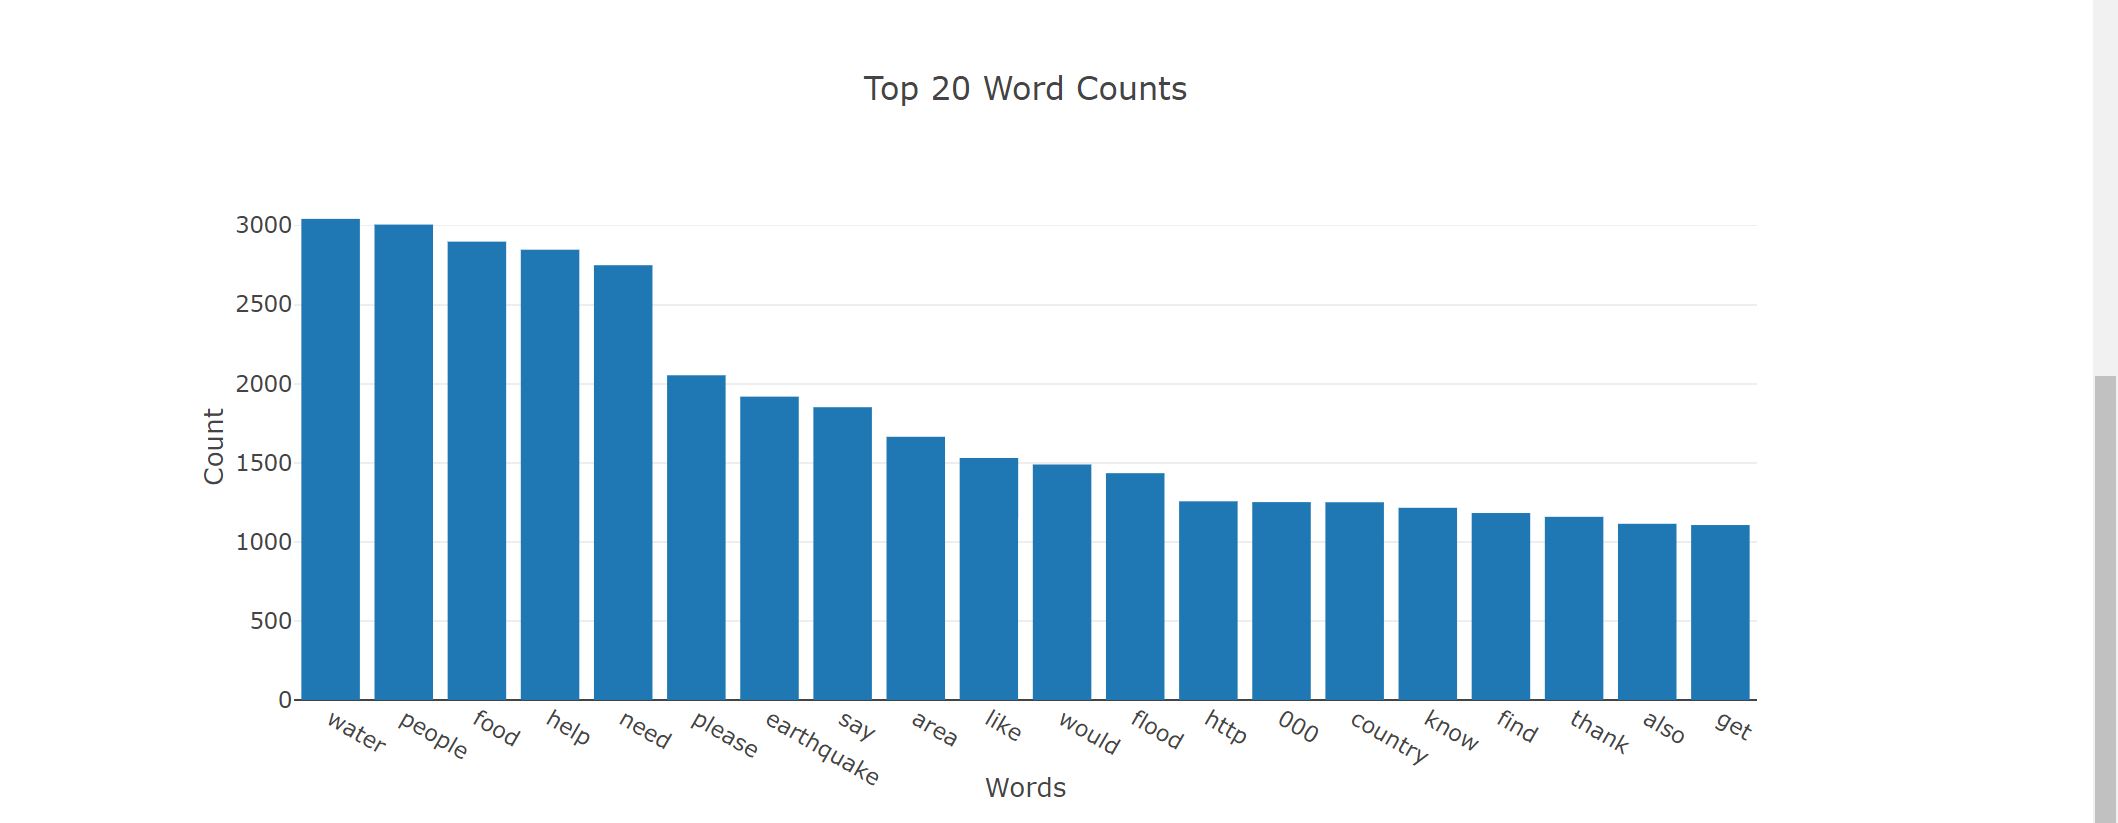 Top 20 Word Counts
3000
2500
2000
1500
1000
500
0
Count
water
people
food
help
need
please
earthquake
say
area
like
would
flood
http
000
country
know
find
thank
also
get
Words